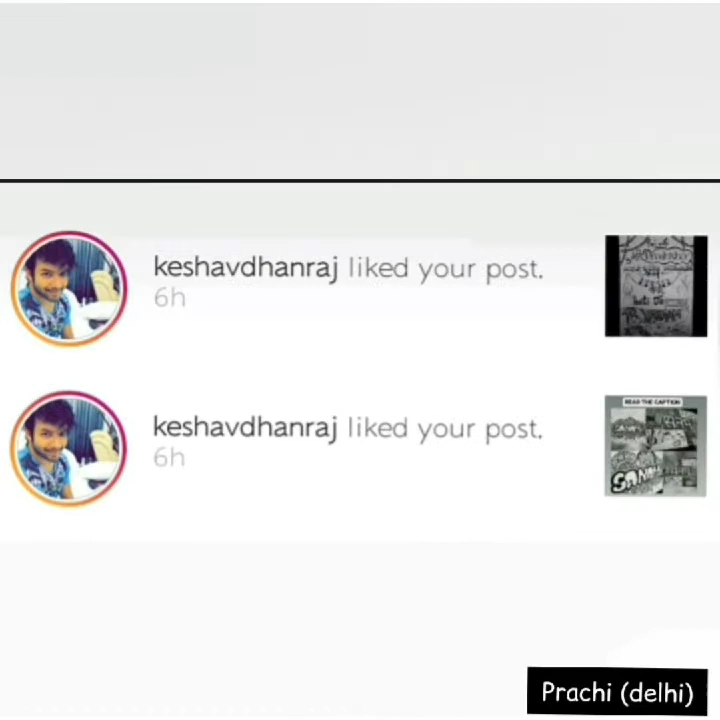 keshavdhanraj liked your post.
6h
keshavdhanraj liked your post.
6h
READ THE CAPTION
Prachi (delhi)